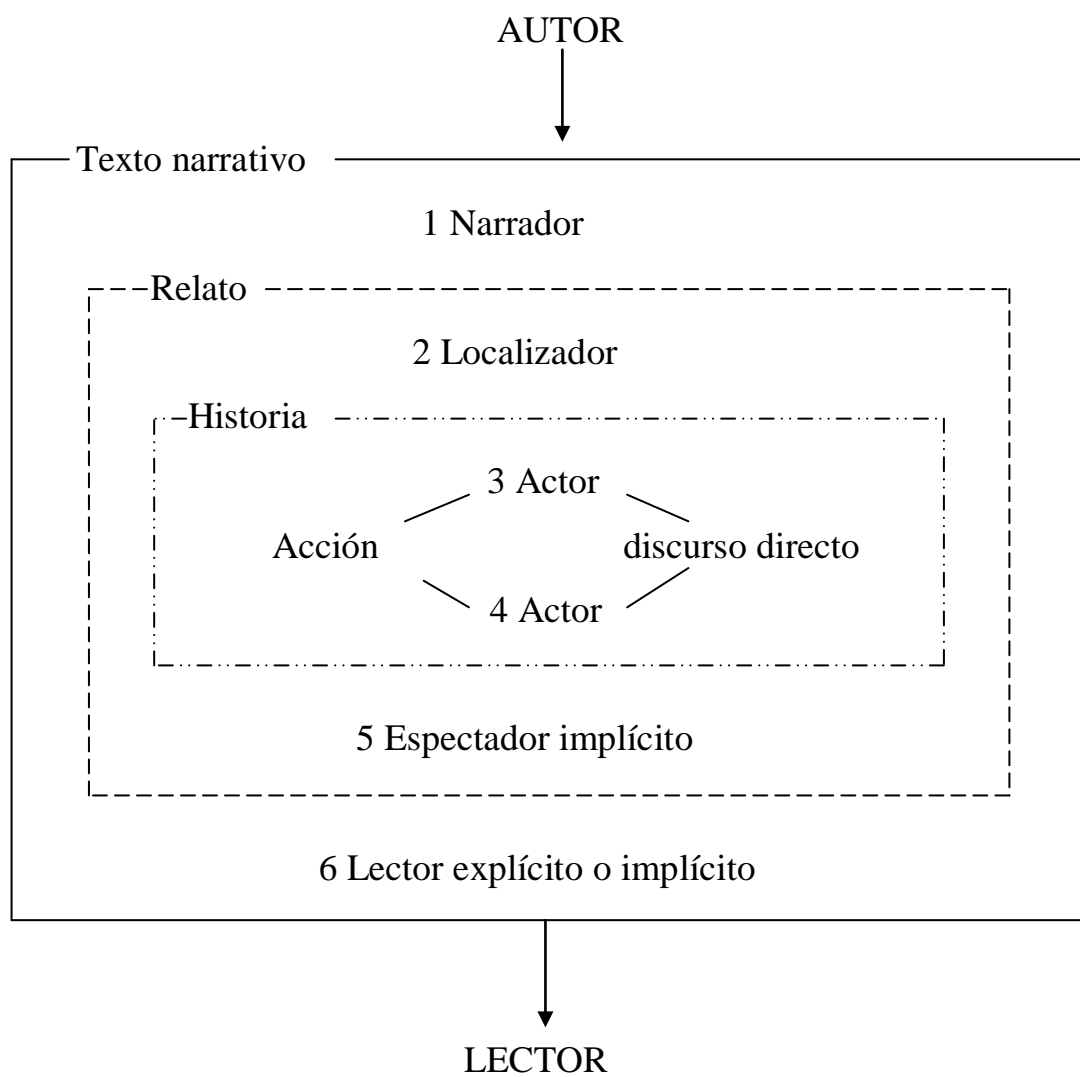 AUTOR
Texto narrativo
1 Narrador
Relato
2 Localizador
Historia
3 Actor
Acción
discurso directo
4 Actor
5 Espectador implícito
6 Lector explícito o implícito
LECTOR